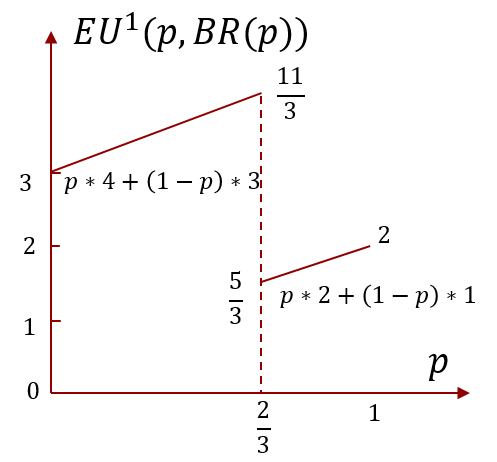 EU¹(p, BR(p))
11/3
3
p * 4 + (1 − p) * 3
2
2
5/3
p * 2 + (1 − p) * 1
1
p
0
2/3
1